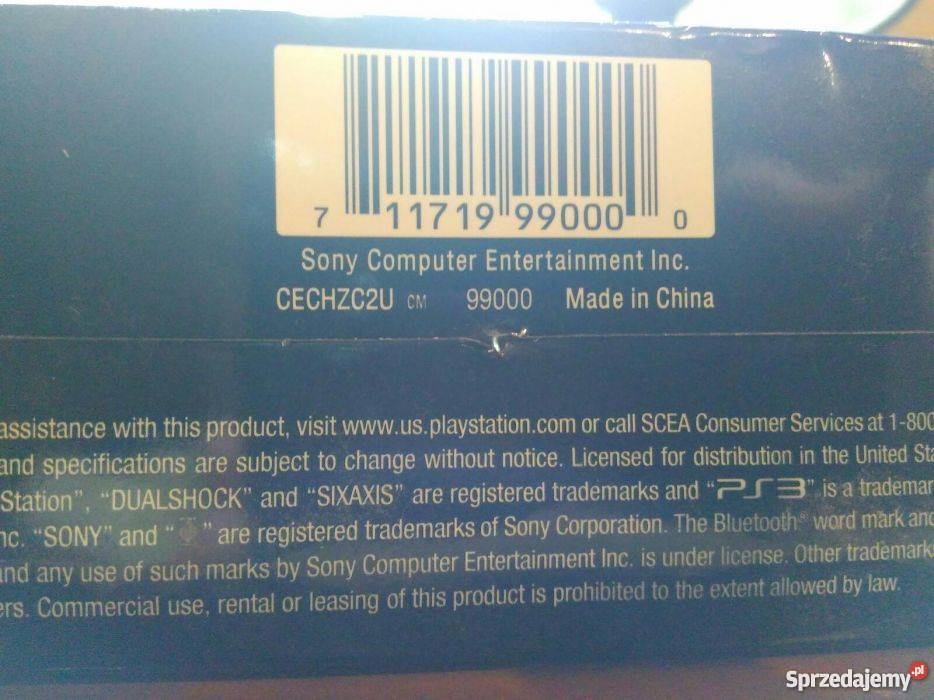 7 11719 99000 0
Sony Computer Entertainment Inc.
CECHZC2U CM 99000 Made in China
assistance with this product, visit www.us.playstation.com or call SCEA Consumer Services at 1-800
and specifications are subject to change without notice. Licensed for distribution in the United Sta
Station", "DUALSHOCK" and "SIXAXIS" are registered trademarks and "PS3" is a trademar
nc. "SONY" and " " are registered trademarks of Sony Corporation. The Bluetooth® word mark and
and any use of such marks by Sony Computer Entertainment Inc. is under license. Other trademark
ers. Commercial use, rental or leasing of this product is prohibited to the extent allowed by law.
Sprzedajemy.pl